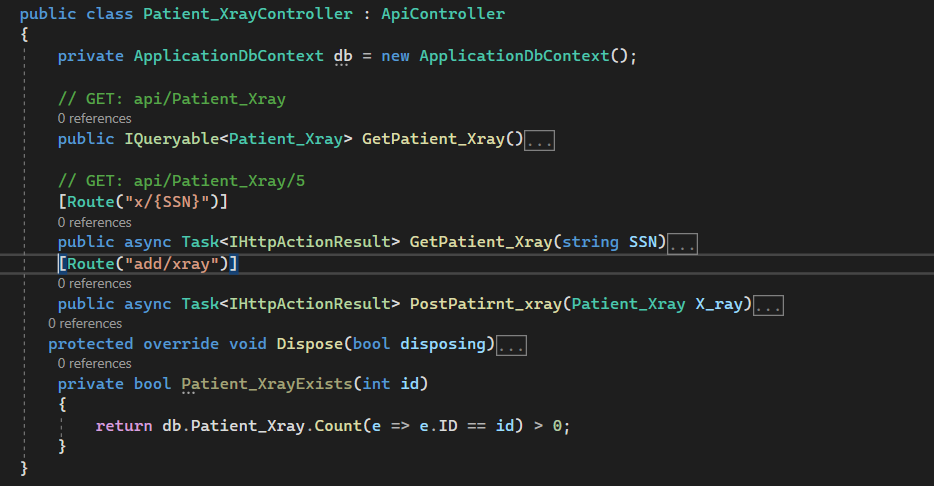 public class Patient_XrayController : ApiController
{
private ApplicationDbContext db = new ApplicationDbContext();
// GET: api/Patient_Xray
0 references
public IQueryable<Patient_Xray> GetPatient_Xray()...
// GET: api/Patient_Xray/5
[Route("x/{SSN}")]
0 references
public async Task<IHttpActionResult> GetPatient_Xray(string SSN)...
[Route("add/xray")]
0 references
public async Task<IHttpActionResult> PostPatirnt_xray(Patient_Xray X_ray)...
0 references
protected override void Dispose(bool disposing)...
0 references
private bool Patient_XrayExists(int id)
{
return db.Patient_Xray.Count(e => e.ID == id) > 0;
}
}